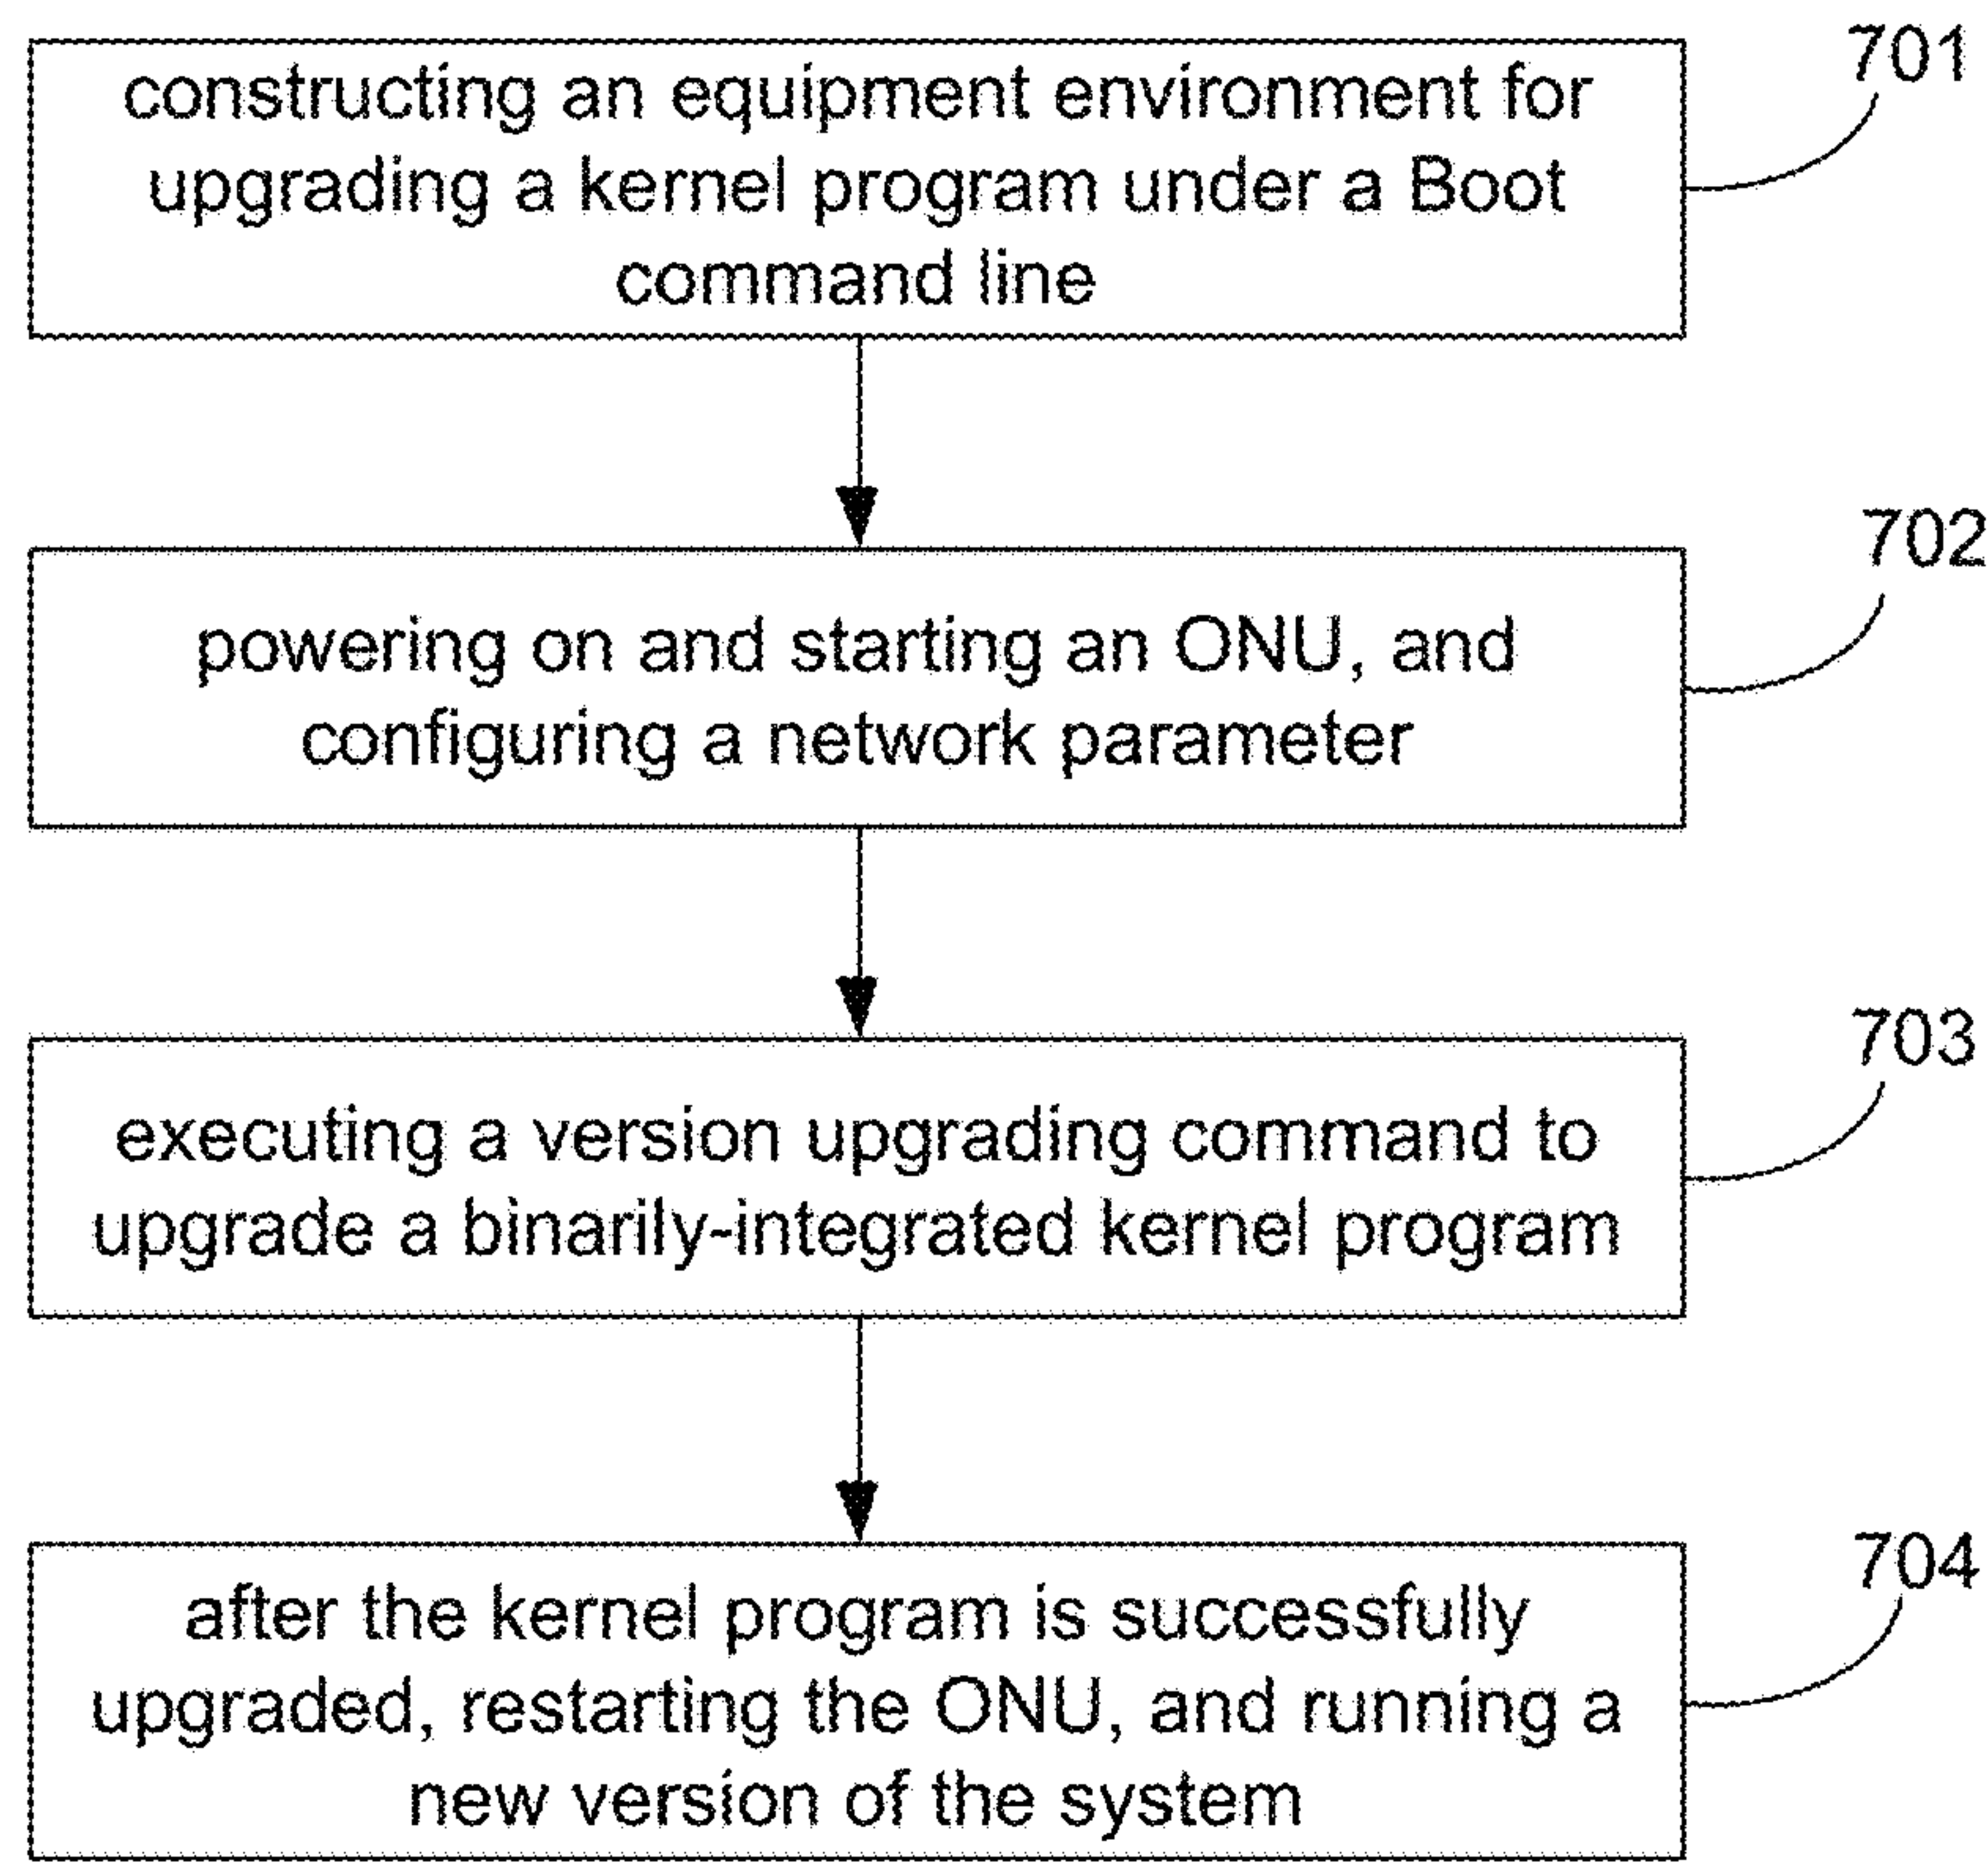 constructing an equipment environment for
upgrading a kernel program under a Boot
command line
701
powering on and starting an ONU, and
configuring a network parameter
702
executing a version upgrading command to
upgrade a binarily-integrated kernel program
703
after the kernel program is successfully
upgraded, restarting the ONU, and running a
new version of the system
704